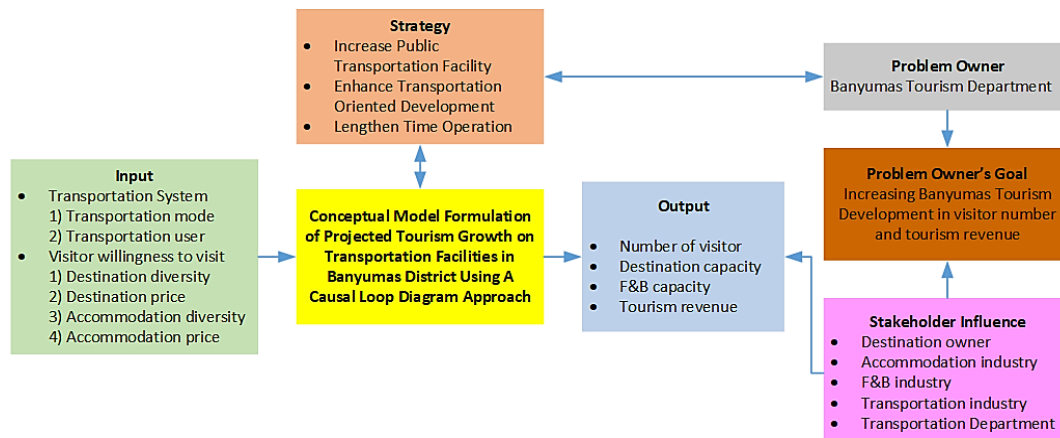 Strategy
• Increase Public
Transportation Facility
• Enhance Transportation
Oriented Development
• Lengthen Time Operation
Problem Owner
Banyumas Tourism Department
Input
• Transportation System
1) Transportation mode
2) Transportation user
• Visitor willingness to visit
1) Destination diversity
2) Destination price
3) Accommodation diversity
4) Accommodation price
Conceptual Model Formulation
of Projected Tourism Growth on
Transportation Facilities in
Banyumas District Using A
Causal Loop Diagram Approach
Output
• Number of visitor
• Destination capacity
• F&B capacity
• Tourism revenue
Problem Owner's Goal
Increasing Banyumas Tourism
Development in visitor number
and tourism revenue
Stakeholder Influence
• Destination owner
• Accommodation industry
• F&B industry
• Transportation industry
• Transportation Department